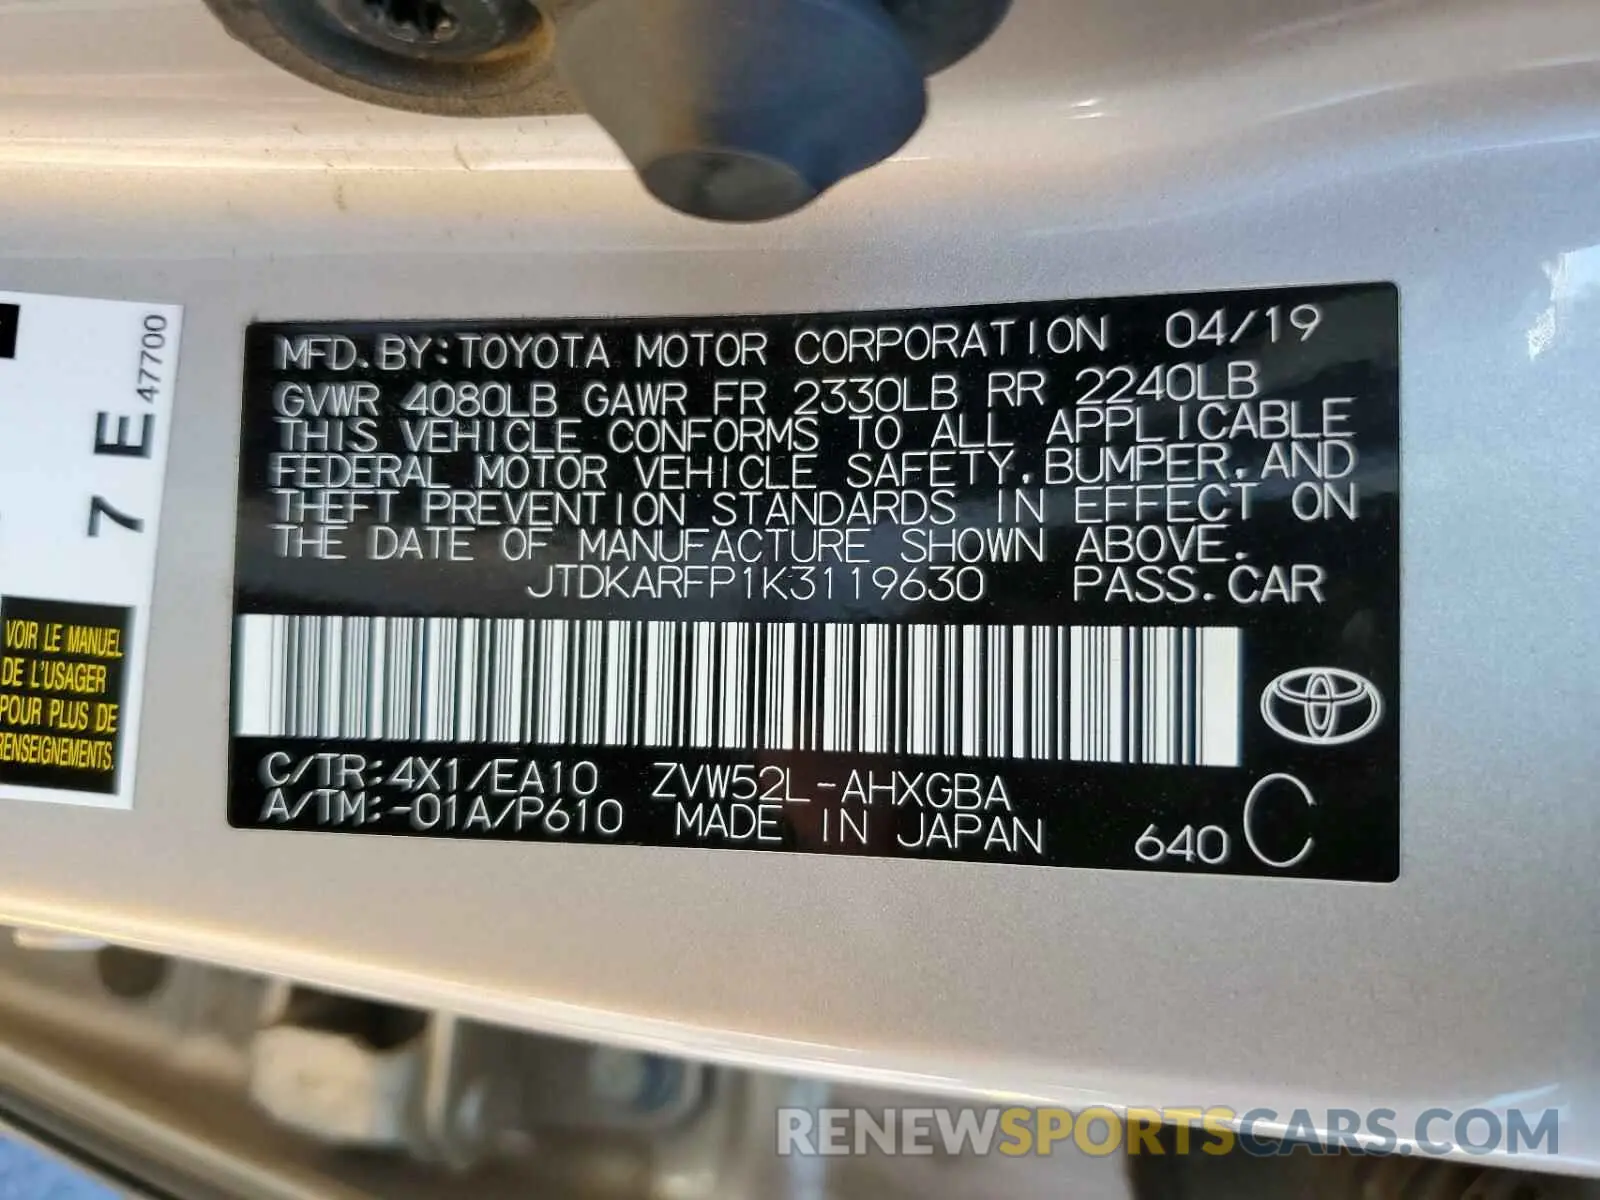 MFD. BY: TOYOTA MOTOR CORPORATION 04/19
GVWR 4080LB GAWR FR 2330LB RR 2240LB
THIS VEHICLE CONFORMS TO ALL APPLICABLE
FEDERAL MOTOR VEHICLE SAFETY, BUMPER, AND
THEFT PREVENTION STANDARDS IN EFFECT ON
THE DATE OF MANUFACTURE SHOWN ABOVE.
JTDKARFP1K3119630 PASS. CAR
C/TR: 4X1/EA10 ZVW52L-AHXGBA
A/TM: -01A/P610 MADE IN JAPAN 640 C
47700
7 E
VOIR LE MANUEL
DE L'USAGER
POUR PLUS DE
RENSEIGNEMENTS.
RENEWSPORTSCARS.COM